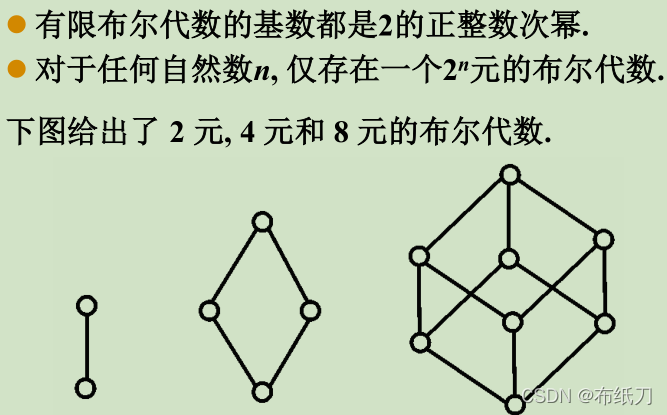 有限布尔代数的基数都是2的正整数次幂.
对于任何自然数n, 仅存在一个2ⁿ元的布尔代数.
下图给出了 2 元, 4 元和 8 元的布尔代数.
CSDN @布纸刀